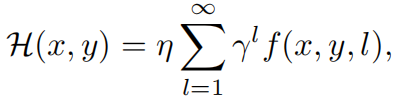 $\mathcal{H}(x, y) = \eta \sum_{l=1}^{\infty} \gamma^l f(x, y, l),$